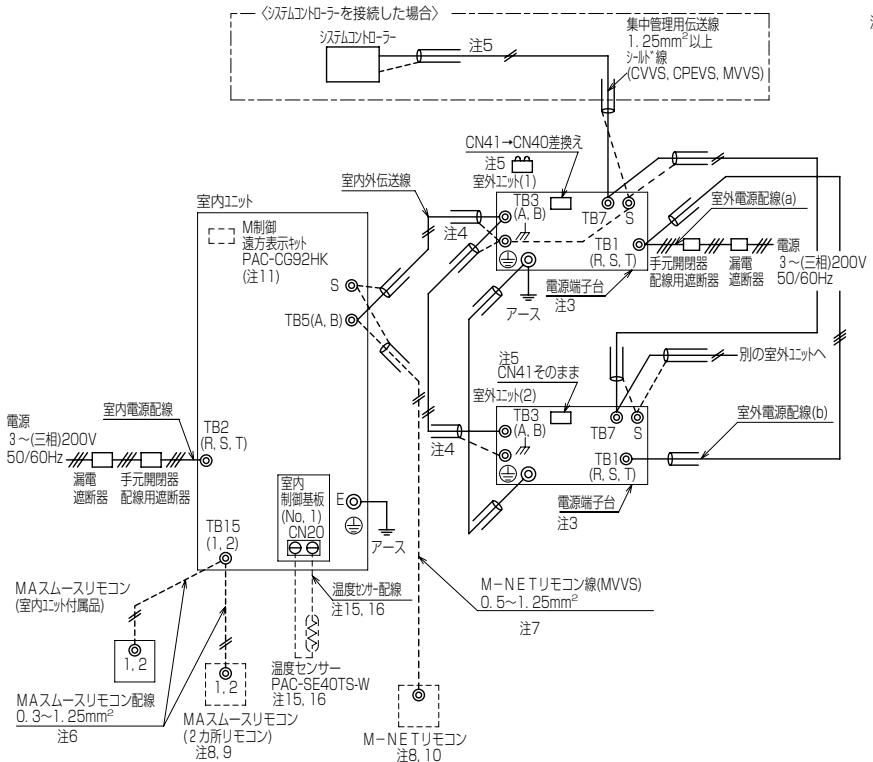 〈システムコントローラーを接続した場合〉
システムコントローラー
注5
集中管理用伝送線
1.25mm²以上
シールド線
(CVVS, CPEVS, MVVS)
CN41→CN40差換え
注5
室外ユニット(1)
TB3
(A, B)
TB7
S
TB1
(R, S, T)
室外電源配線(a)
電源
3〜(三相)200V
50/60Hz
手元開閉器
配線用遮断器
漏電
遮断器
電源端子台
注3
アース
室内外伝送線
注4
室内ユニット
M制御
遠方表示キット
PAC-CG92HK
(注11)
S
TB5(A, B)
注5
CN41そのまま
室外ユニット(2)
TB3
(A, B)
TB7
S
TB1
(R, S, T)
別の室外ユニットへ
室外電源配線(b)
注4
電源端子台
注3
電源
3〜(三相)200V
50/60Hz
室内電源配線
TB2
(R, S, T)
漏電
遮断器
手元開閉器
配線用遮断器
室内
制御基板
(No, 1)
CN20
E
アース
TB15
(1, 2)
MAスムースリモコン
(室内ユニット付属品)
1, 2
1, 2
温度センサー配線
注15, 16
M-NETリモコン線(MVVS)
0.5〜1.25mm²
注7
温度センサー
PAC-SE40TS-W
注15, 16
MAスムースリモコン配線
0.3〜1.25mm²
注6
MAスムースリモコン
(2カ所リモコン)
注8, 9
M-NETリモコン
注8, 10